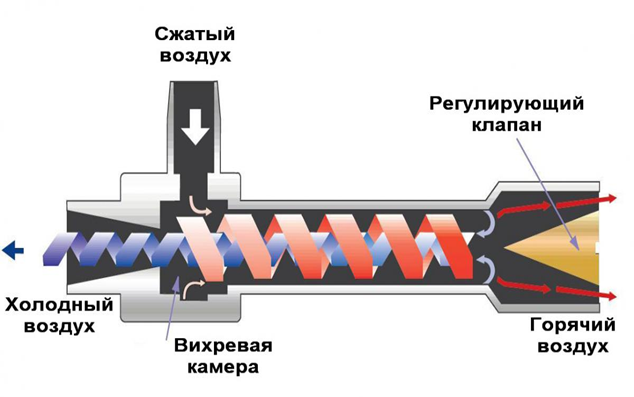 Сжатый
воздух
Регулирующий
клапан
Холодный
воздух
Вихревая
камера
Горячий
воздух